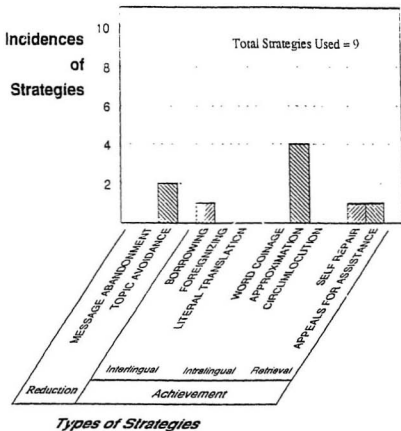 Incidences
of
Strategies
10
8
6
4
2
Total Strategies Used = 9
MESSAGE ABANDONMENT
TOPIC AVOIDANCE
BORROWING
FOREIGNIZING
LITERAL TRANSLATION
WORD COINAGE
APPROXIMATION
CIRCUMLOCUTION
SELF REPAIR
APPEALS FOR ASSISTANCE
Interlingual
Intralingual
Retrieval
Reduction
Achievement
Types of Strategies